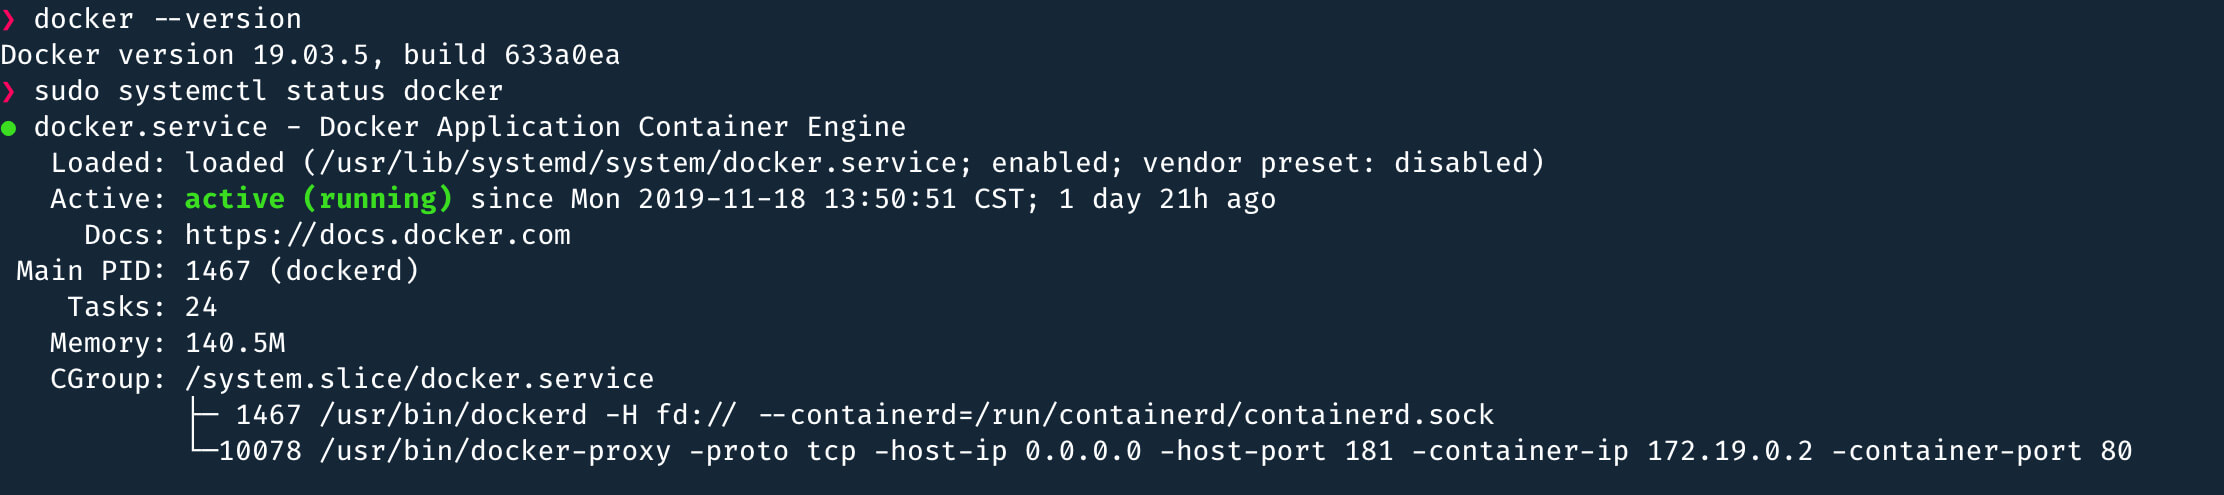 ❯ docker --version
Docker version 19.03.5, build 633a0ea
❯ sudo systemctl status docker
● docker.service - Docker Application Container Engine
   Loaded: loaded (/usr/lib/systemd/system/docker.service; enabled; vendor preset: disabled)
   Active: active (running) since Mon 2019-11-18 13:50:51 CST; 1 day 21h ago
     Docs: https://docs.docker.com
 Main PID: 1467 (dockerd)
    Tasks: 24
   Memory: 140.5M
   CGroup: /system.slice/docker.service
           ├─ 1467 /usr/bin/dockerd -H fd:// --containerd=/run/containerd/containerd.sock
           └─10078 /usr/bin/docker-proxy -proto tcp -host-ip 0.0.0.0 -host-port 181 -container-ip 172.19.0.2 -container-port 80